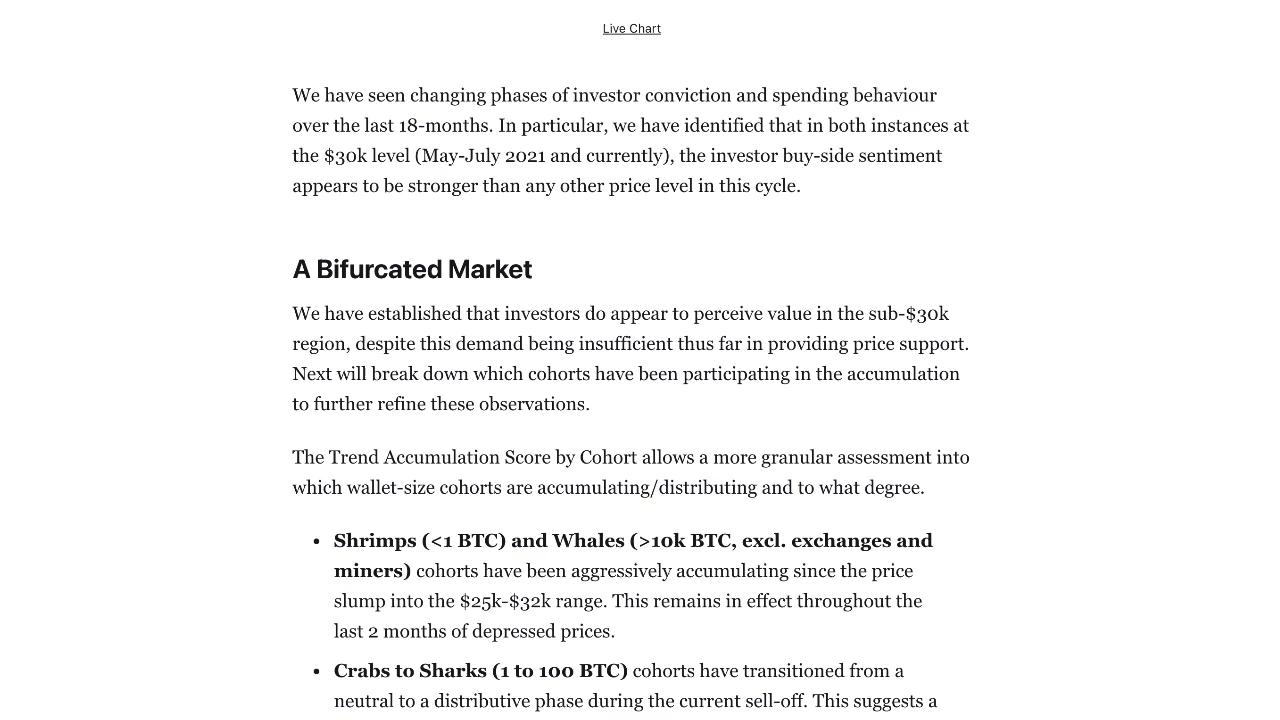 Live Chart
We have seen changing phases of investor conviction and spending behaviour
over the last 18-months. In particular, we have identified that in both instances at
the $30k level (May-July 2021 and currently), the investor buy-side sentiment
appears to be stronger than any other price level in this cycle.
A Bifurcated Market
We have established that investors do appear to perceive value in the sub-$30k
region, despite this demand being insufficient thus far in providing price support.
Next will break down which cohorts have been participating in the accumulation
to further refine these observations.
The Trend Accumulation Score by Cohort allows a more granular assessment into
which wallet-size cohorts are accumulating/distributing and to what degree.
• Shrimps (<1 BTC) and Whales (>10k BTC, excl. exchanges and
miners) cohorts have been aggressively accumulating since the price
slump into the $25k-$32k range. This remains in effect throughout the
last 2 months of depressed prices.
• Crabs to Sharks (1 to 100 BTC) cohorts have transitioned from a
neutral to a distributive phase during the current sell-off. This suggests a